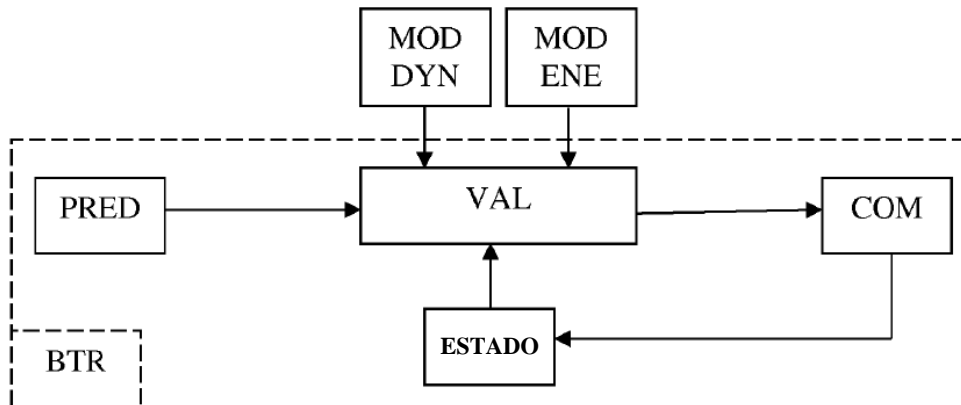 MOD
DYN
MOD
ENE
PRED
VAL
COM
ESTADO
BTR